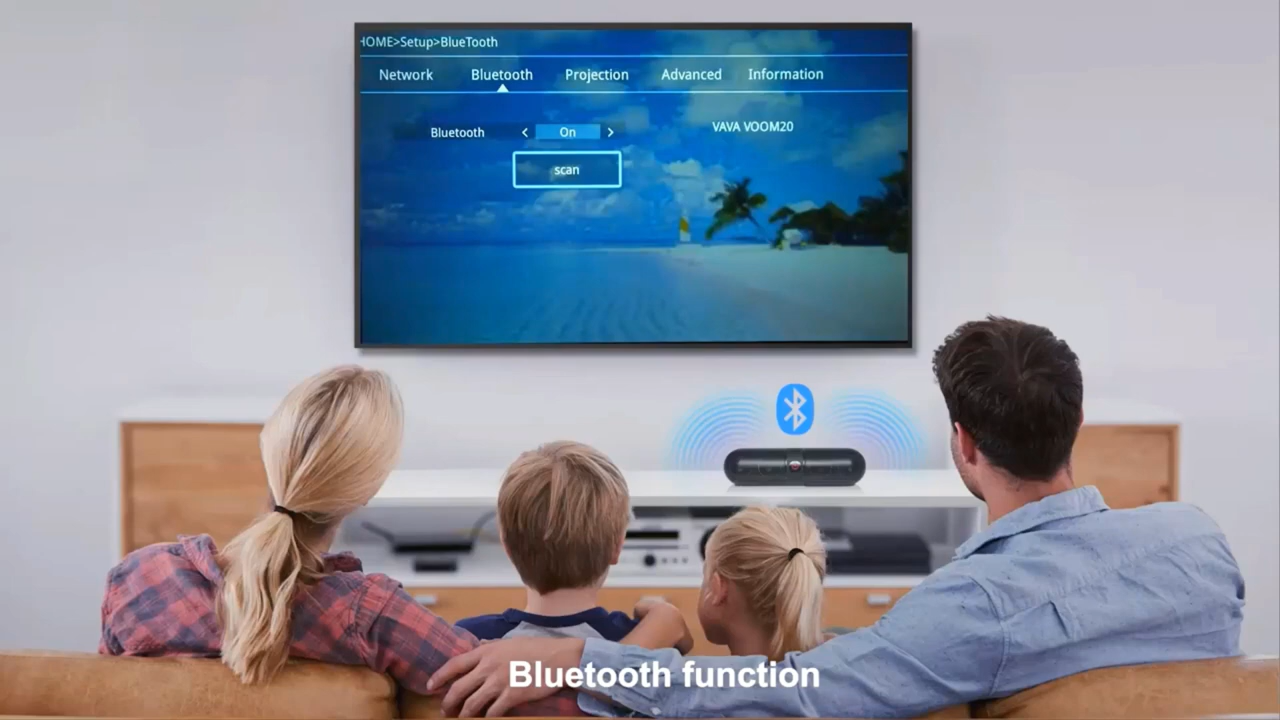 HOME>Setup>BlueTooth
Network Bluetooth Projection Advanced Information
Bluetooth < On > VAVA VOOM20
scan
Bluetooth function